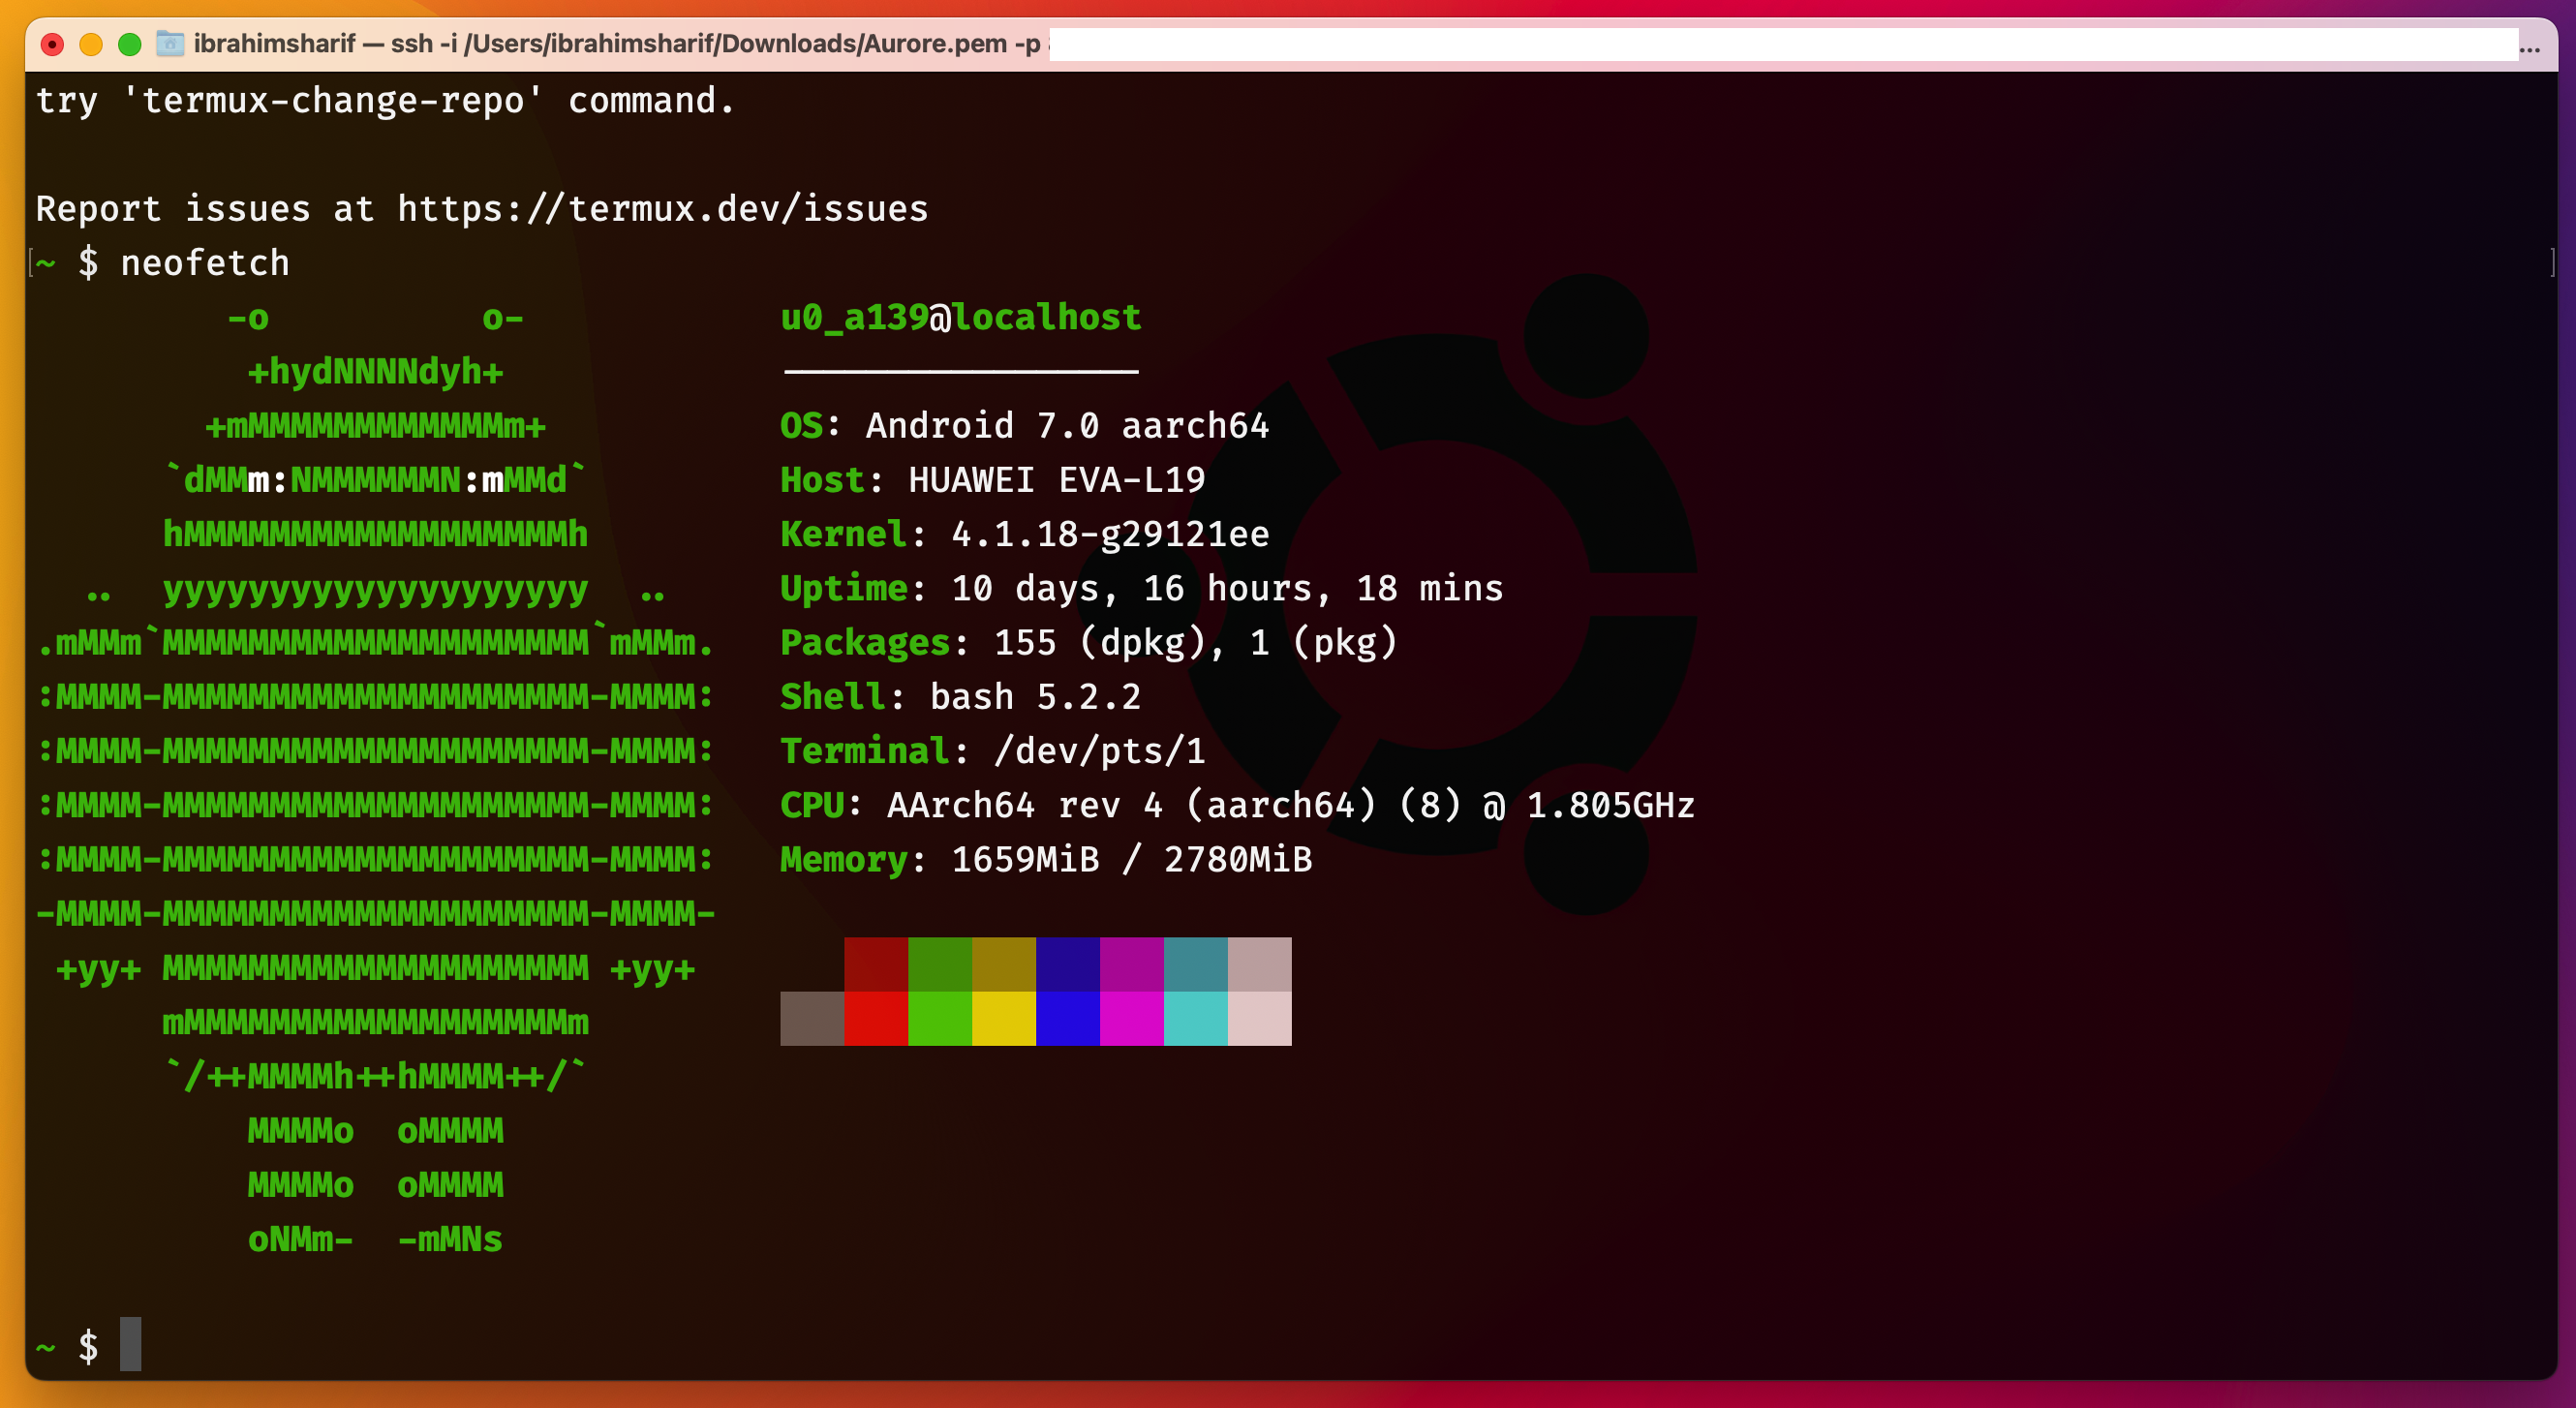 ibrahimsharif — ssh -i /Users/ibrahimsharif/Downloads/Aurore.pem -p ...
try 'termux-change-repo' command.
Report issues at https://termux.dev/issues
~ $ neofetch
-o          o-          u0_a139@localhost
+hydNNNNdyh+          -----------------
+mMMMMMMMMMMMMm+          OS: Android 7.0 aarch64
`dMMm:NMMMMMMN:mMMd`          Host: HUAWEI EVA-L19
hMMMMMMMMMMMMMMMMMMh          Kernel: 4.1.18-g29121ee
..  yyyyyyyyyyyyyyyyyyyy  ..          Uptime: 10 days, 16 hours, 18 mins
.mMMm`MMMMMMMMMMMMMMMMMMMM`mMMm.          Packages: 155 (dpkg), 1 (pkg)
:MMMM-MMMMMMMMMMMMMMMMMMMM-MMMM:          Shell: bash 5.2.2
:MMMM-MMMMMMMMMMMMMMMMMMMM-MMMM:          Terminal: /dev/pts/1
:MMMM-MMMMMMMMMMMMMMMMMMMM-MMMM:          CPU: AArch64 rev 4 (aarch64) (8) @ 1.805GHz
:MMMM-MMMMMMMMMMMMMMMMMMMM-MMMM:          Memory: 1659MiB / 2780MiB
-MMMM-MMMMMMMMMMMMMMMMMMMM-MMMM-
+yy+ MMMMMMMMMMMMMMMMMMMM +yy+
mMMMMMMMMMMMMMMMMMMm
`/++MMMMh++hMMMM++/`
MMMMo  oMMMM
MMMMo  oMMMM
oNMm-  -mMNs
~ $